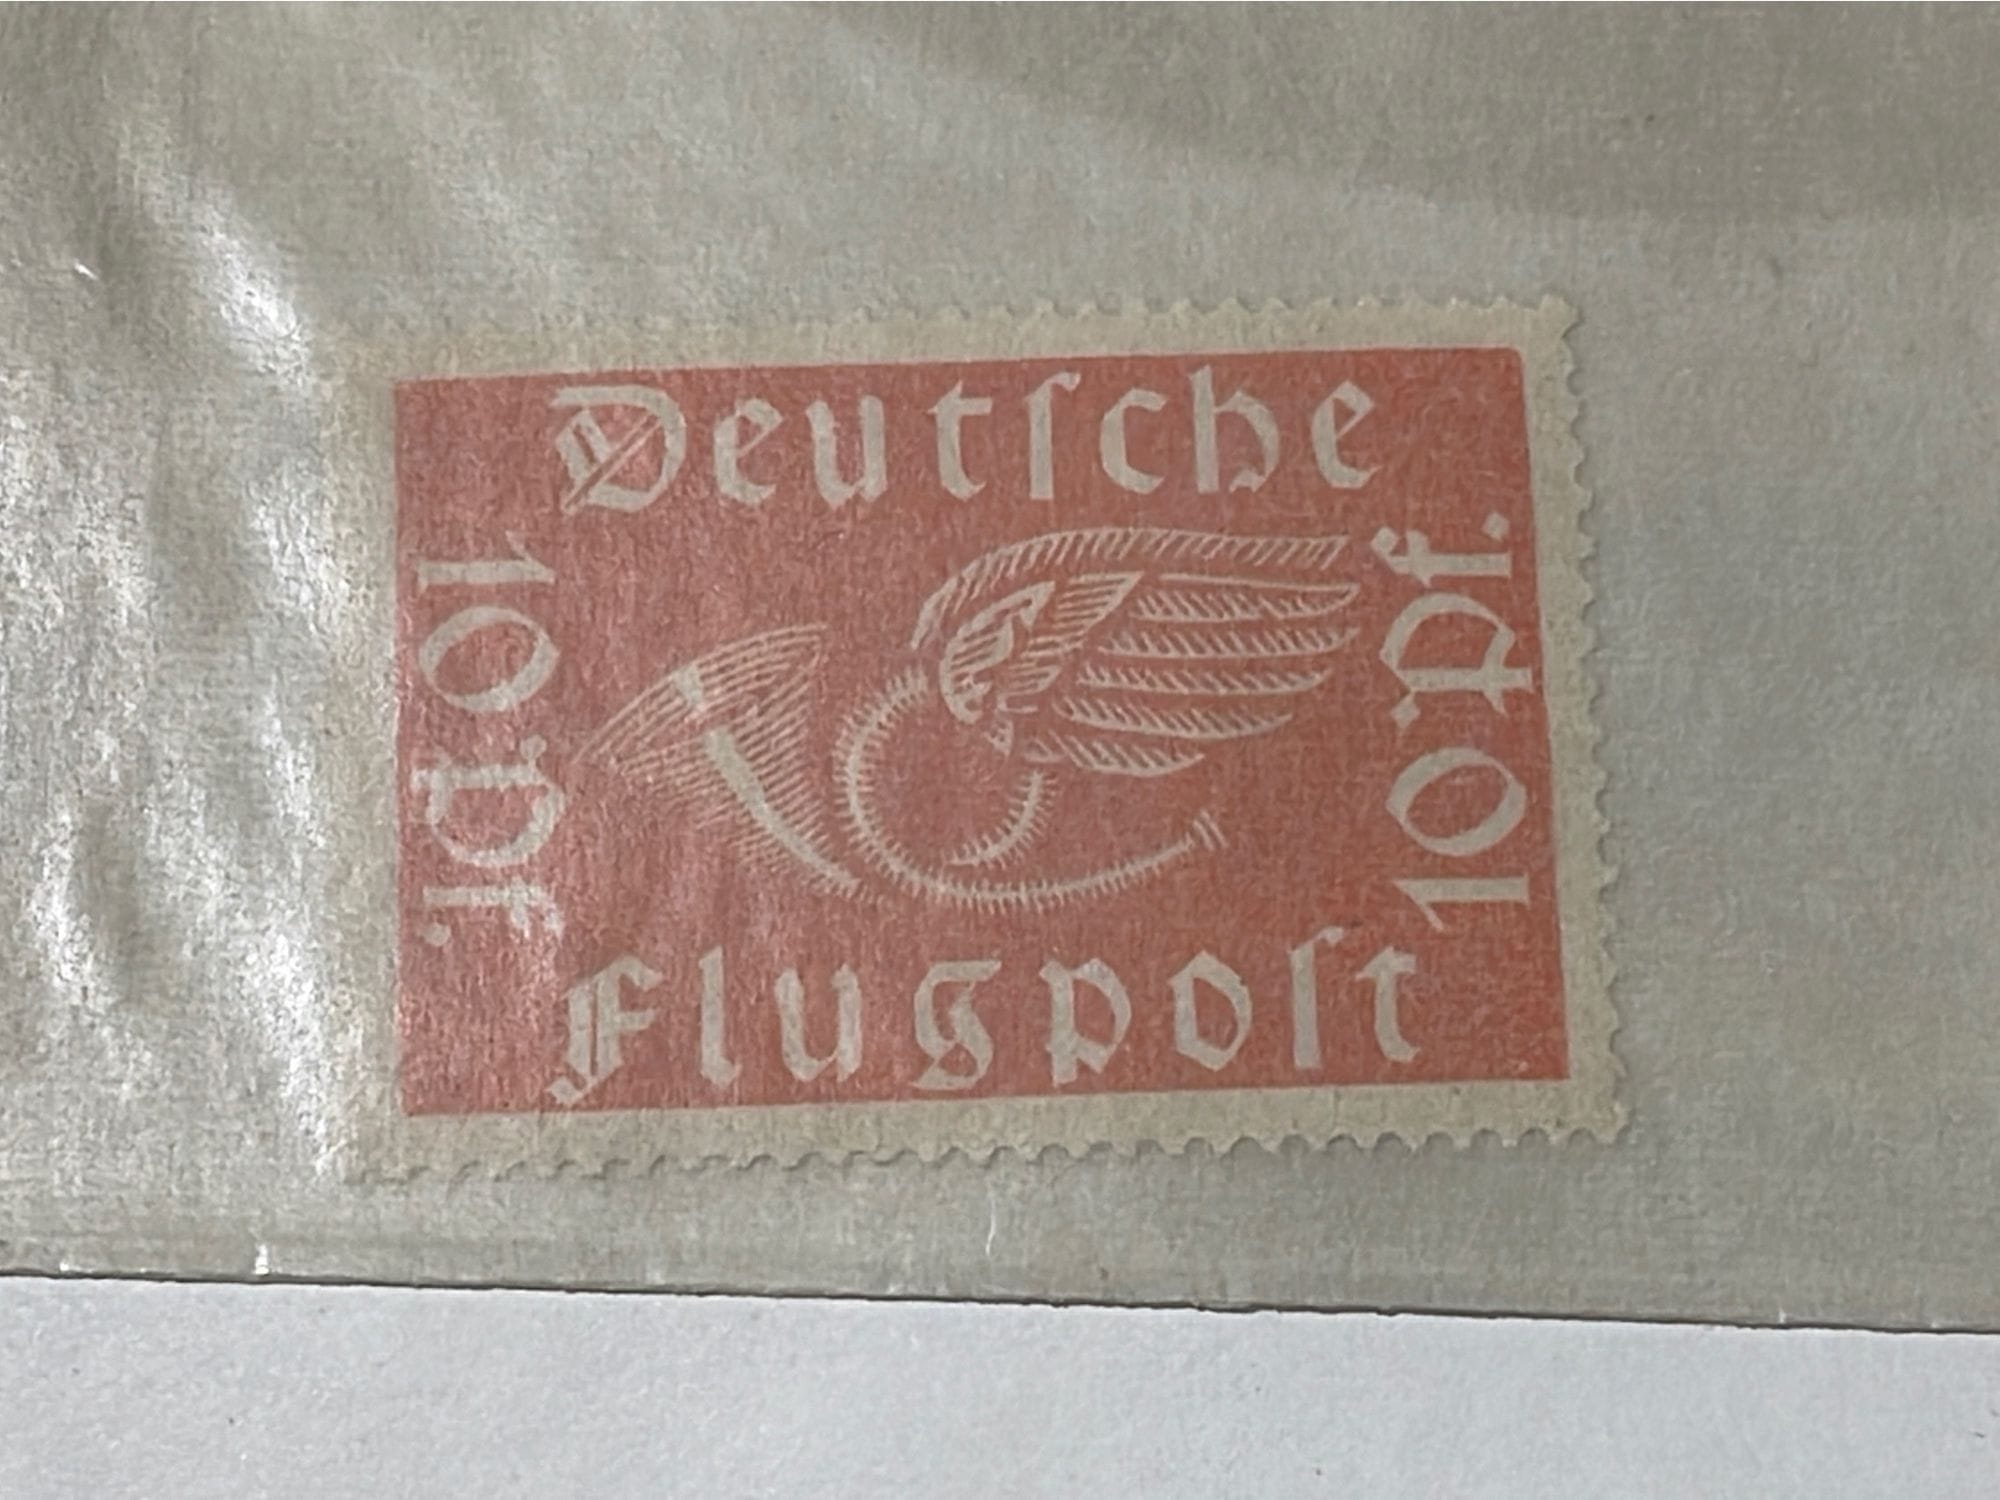 Deutſche
10 Pf.
10 Pf.
Flugpoſt